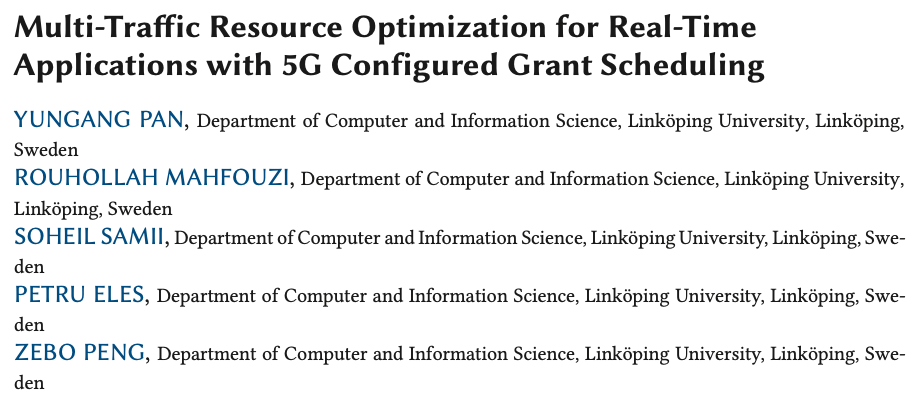 Multi-Traffic Resource Optimization for Real-Time
Applications with 5G Configured Grant Scheduling
YUNGANG PAN, Department of Computer and Information Science, Linköping University, Linköping,
Sweden
ROUHOLLAH MAHFOUZI, Department of Computer and Information Science, Linköping University,
Linköping, Sweden
SOHEIL SAMII, Department of Computer and Information Science, Linköping University, Linköping, Swe-
den
PETRU ELES, Department of Computer and Information Science, Linköping University, Linköping, Swe-
den
ZEBO PENG, Department of Computer and Information Science, Linköping University, Linköping, Swe-
den